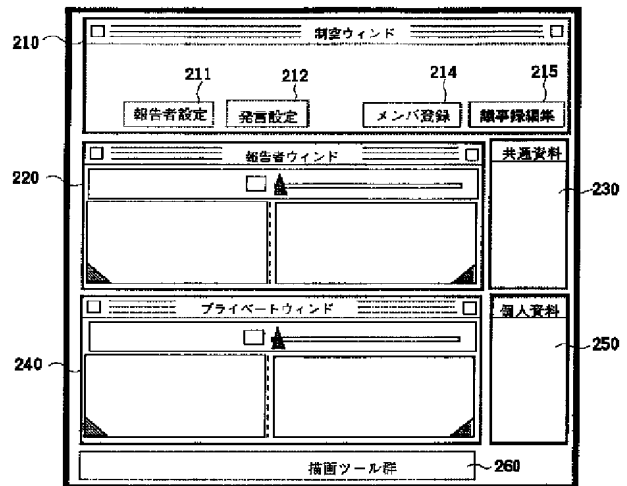 210
制御ウィンド
211
212
214
215
報告者設定
発言設定
メンバ登録
議事録編集
220
報告者ウィンド
共通資料
230
240
プライベートウィンド
個人資料
250
描画ツール群
260